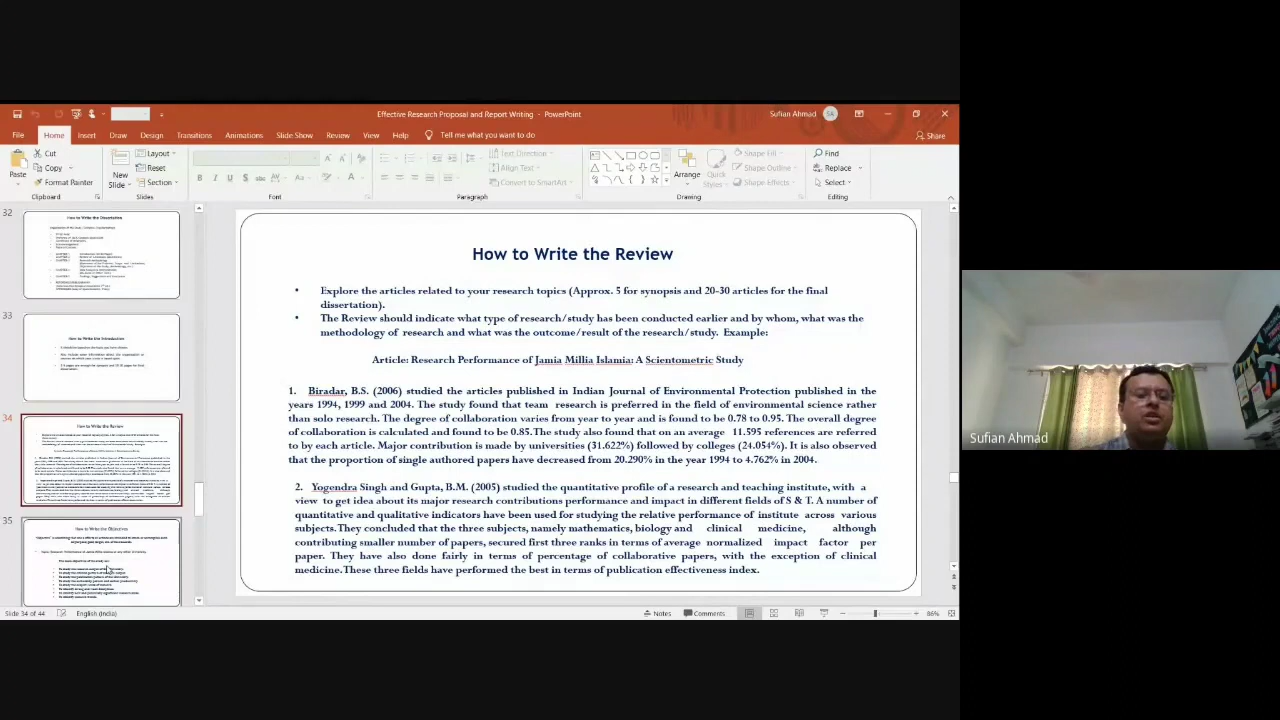 Effective Research Proposal and Report Writing - PowerPoint
Sufian Ahmad
SA
File Home Insert Draw Design Transitions Animations Slide Show Review View Help Tell me what you want to do
Share
Paste
Cut
Copy
Format Painter
Clipboard
New
Slide
Layout
Reset
Section
Slides
Font
Text Direction
Align Text
Convert to SmartArt
Paragraph
Arrange
Quick
Styles
Shape Fill
Shape Outline
Shape Effects
Drawing
Find
Replace
Select
Editing
32
How to Write the Dissertation
33
How to Write the Introduction
34
How to Write the Review
35
How to Write the Objectives
How to Write the Review
• Explore the articles related to your research topics (Approx. 5 for synopsis and 20-30 articles for the final
dissertation).
• The Review should indicate what type of research/study has been conducted earlier and by whom, what was the
methodology of research and what was the outcome/result of the research/study. Example:
Article: Research Performance of Jamia Millia Islamia: A Scientometric Study
1. Biradar, B.S. (2006) studied the articles published in Indian Journal of Environmental Protection published in the
years 1994, 1999 and 2004. The study found that team research is preferred in the field of environmental science rather
than solo research. The degree of collaboration varies from year to year and is found to be 0.78 to 0.95. The overall degree
of collaboration is calculated and found to be 0.85. The study also found that on an average 11.595 references are referred
to by each article. Major contribution is made by universities (31.622%) followed by colleges (24.054%). It is also observed
that the proportion of single authored papers have decreased from 20.290% in the year 1994 to 4.762% in 2004.
2. Yogendra Singh and Gupta, B.M. (2003) studied the quantitative profile of a research and teaching institute with a
view to get idea about its major research contributions performance and impact in different fields of S & T. A number of
quantitative and qualitative indicators have been used for studying the relative performance of institute across various
subjects. They concluded that the three subjects namely mathematics, biology and clinical medicine, although
contributing smaller number of papers, secured first three ranks in terms of average normalized impact factor per
paper. They have also done fairly in terms of percentage of collaborative papers, with the exception of clinical
medicine. These three fields have performed the best in terms of publication effectiveness index.
Slide 34 of 44
English (India)
Notes
Comments
86%
Sufian Ahmad